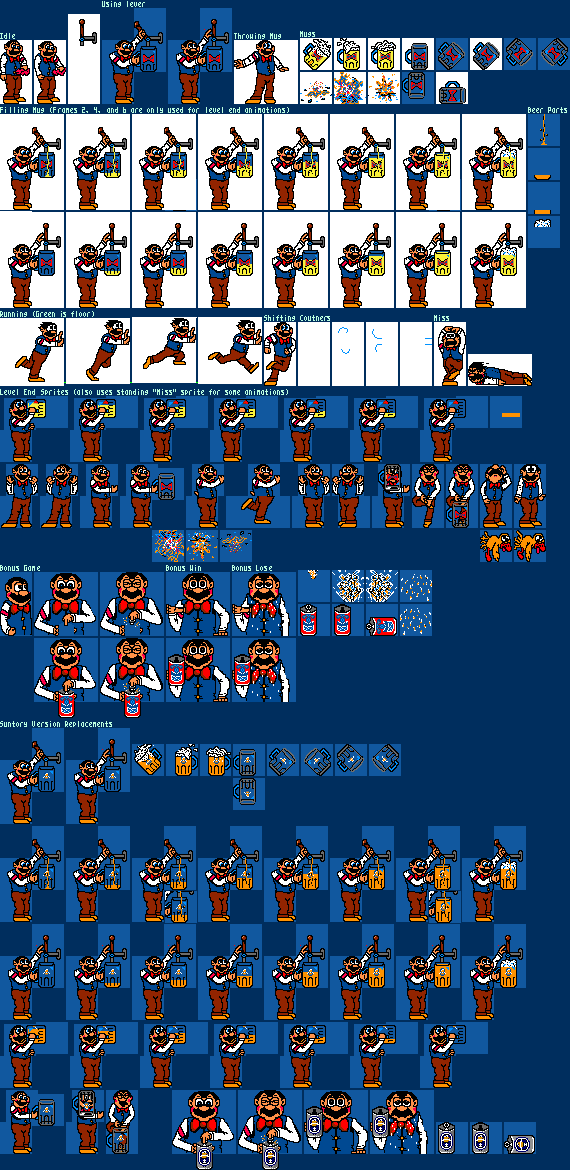 Using lever
Idle
Throwing Mug
Mugs
Filling Mug (Frames 2, 4, and 6 are only used for level end animations)
Beer Parts
Running (Green is floor)
Shifting Coutners
Miss
Level End Sprites (also uses standing "Miss" sprite for some animations)
Bonus Game
Bonus Win
Bonus Lose
Suntory Version Replacements